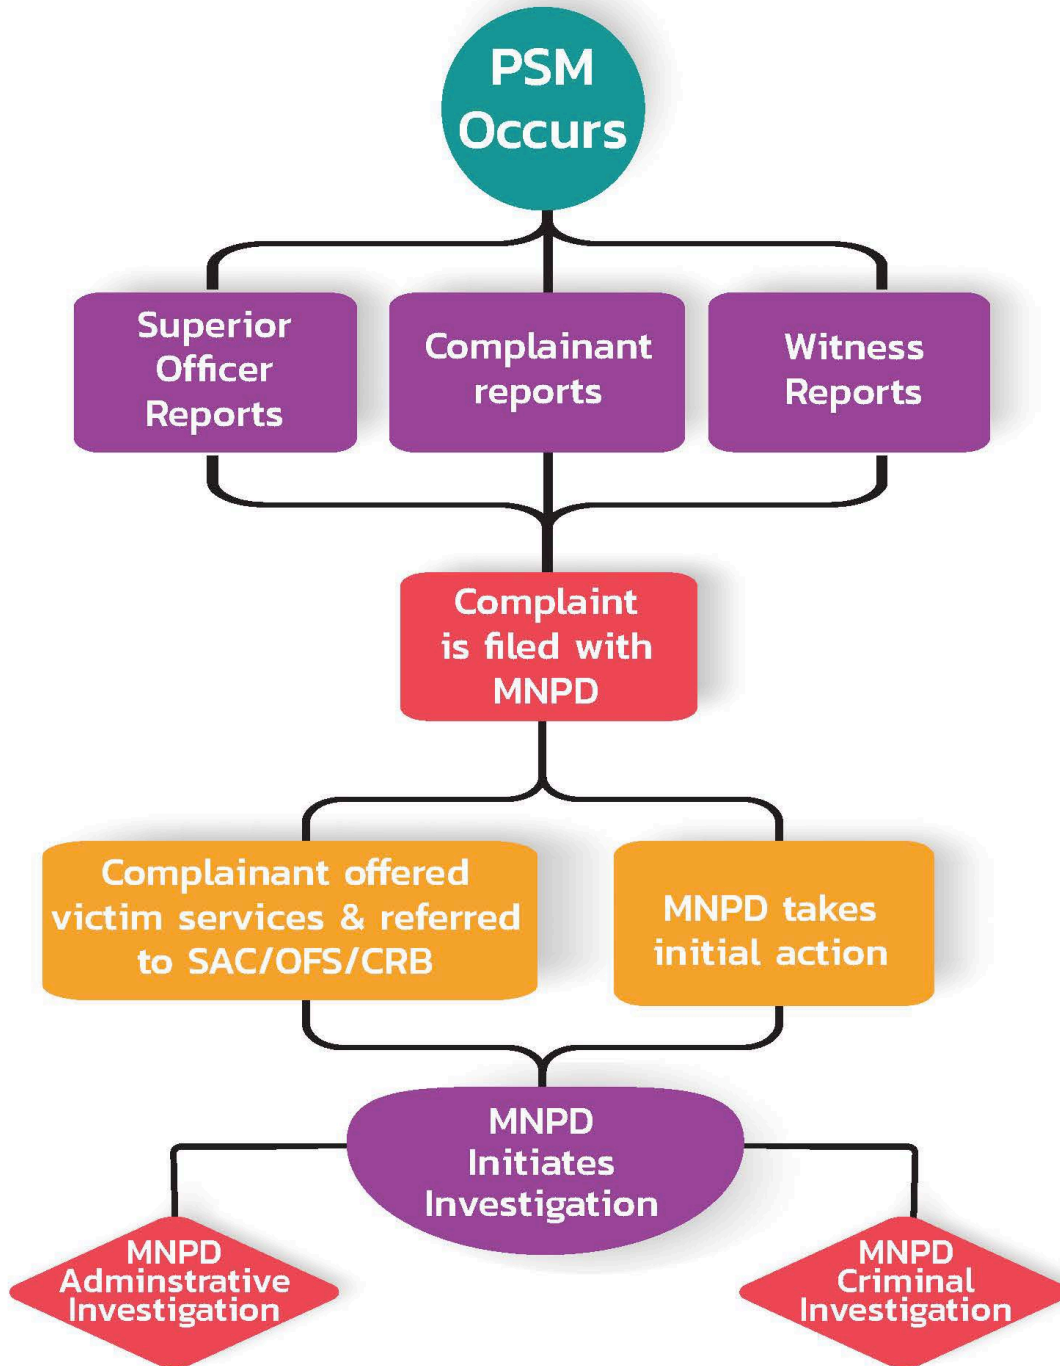 PSM
Occurs
Superior
Officer
Reports
Complainant
reports
Witness
Reports
Complaint
is filed with
MNPD
Complainant offered
victim services & referred
to SAC/OFS/CRB
MNPD takes
initial action
MNPD
Initiates
Investigation
MNPD
Adminstrative
Investigation
MNPD
Criminal
Investigation